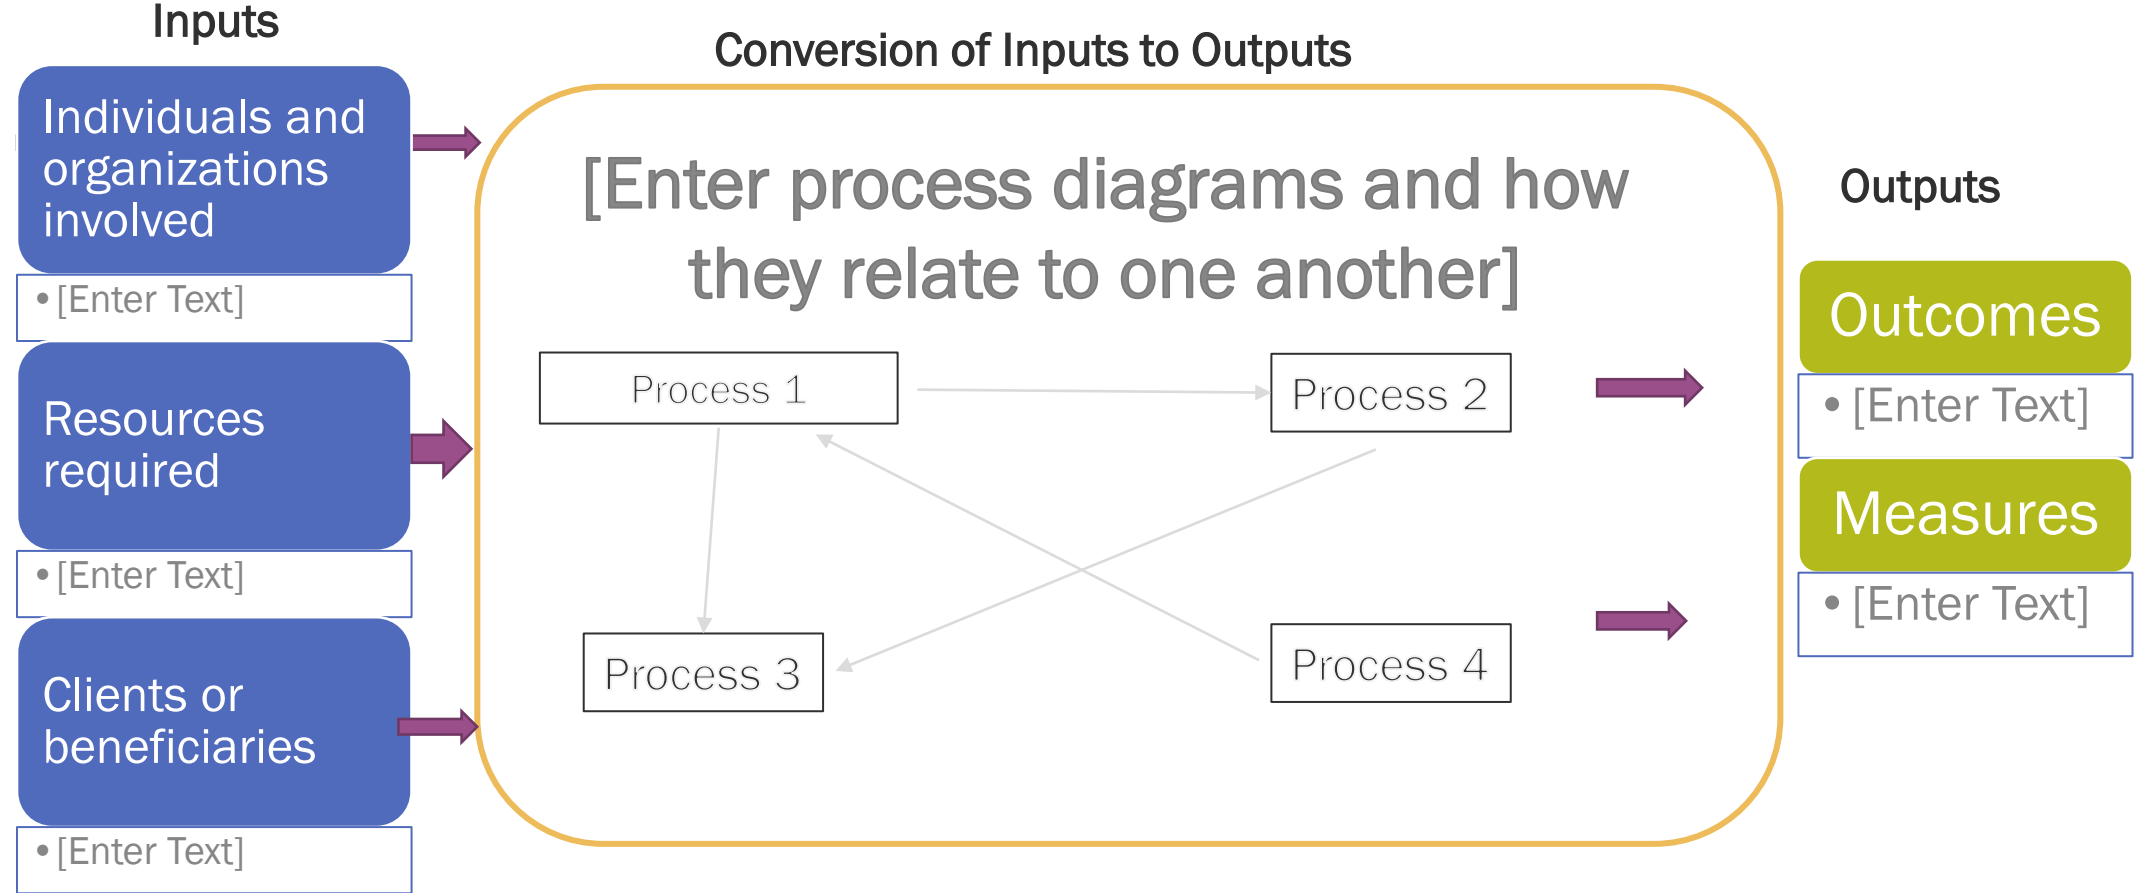 Inputs
Individuals and
organizations
involved
•[Enter Text]
Resources
required
•[Enter Text]
Clients or
beneficiaries
•[Enter Text]
Conversion of Inputs to Outputs
[Enter process diagrams and how
they relate to one another]
Process 1
Process 2
Process 3
Process 4
Outputs
Outcomes
•[Enter Text]
Measures
•[Enter Text]